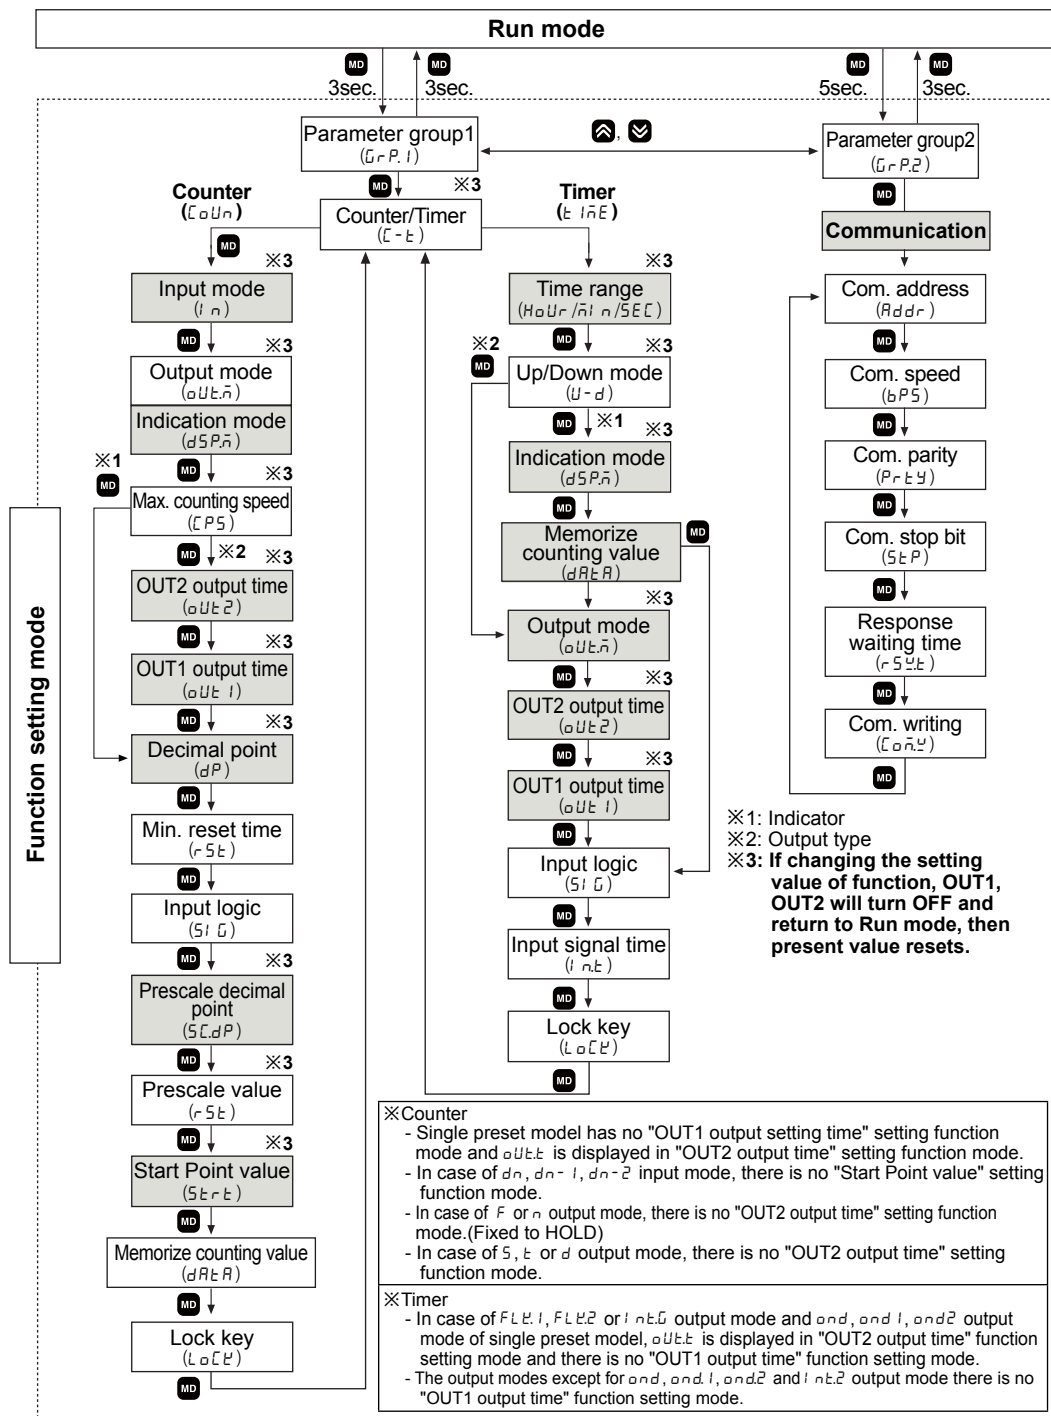 Run mode
MD 3sec.
MD 3sec.
MD 5sec.
MD 3sec.
Function setting mode
Parameter group1
(GrP.1)
Parameter group2
(GrP.2)
MD ※3
Counter
(CoUn)
Counter/Timer
(C-t)
Timer
(tImE)
MD
※3
Input mode
(In)
MD ※3
Output mode
(oUt.m)
Indication mode
(dSP.m)
※1
MD
MD ※3
Max. counting speed
(CPS)
MD ※2 ※3
OUT2 output time
(oUt2)
MD ※3
OUT1 output time
(oUt1)
MD ※3
Decimal point
(dP)
MD
Min. reset time
(rSt)
MD
Input logic
(SIG)
MD ※3
Prescale decimal
point
(SC.dP)
MD ※3
Prescale value
(rSt)
MD ※3
Start Point value
(Strt)
MD
Memorize counting value
(dAtA)
MD
Lock key
(LoCK)
MD
※3
Time range
(HoUr/mIn/SEC)
※2
MD
MD ※3
Up/Down mode
(U-d)
MD ※1 ※3
Indication mode
(dSP.m)
MD
Memorize
counting value
(dAtA)
MD
※3
Output mode
(oUt.m)
MD ※3
OUT2 output time
(oUt2)
MD ※3
OUT1 output time
(oUt1)
MD
Input logic
(SIG)
MD
Input signal time
(In.t)
MD
Lock key
(LoCK)
MD
MD
Communication
Com. address
(Addr)
MD
Com. speed
(bPS)
MD
Com. parity
(PrtY)
MD
Com. stop bit
(StP)
MD
Response
waiting time
(rSW.t)
MD
Com. writing
(Com.W)
MD
※1: Indicator
※2: Output type
※3: If changing the setting
value of function, OUT1,
OUT2 will turn OFF and
return to Run mode, then
present value resets.
※Counter
- Single preset model has no "OUT1 output setting time" setting function
mode and oUt.t is displayed in "OUT2 output time" setting function mode.
- In case of dn, dn-1, dn-2 input mode, there is no "Start Point value" setting
function mode.
- In case of F or n output mode, there is no "OUT2 output time" setting function
mode.(Fixed to HOLD)
- In case of S, t or d output mode, there is no "OUT2 output time" setting
function mode.
※Timer
- In case of FLK.1, FLK.2 or Int.G output mode and ond, ond1, ond2 output
mode of single preset model, oUt.t is displayed in "OUT2 output time" function
setting mode and there is no "OUT1 output time" function setting mode.
- The output modes except for ond, ond.1, ond.2 and Int.2 output mode there is no
"OUT1 output time" function setting mode.